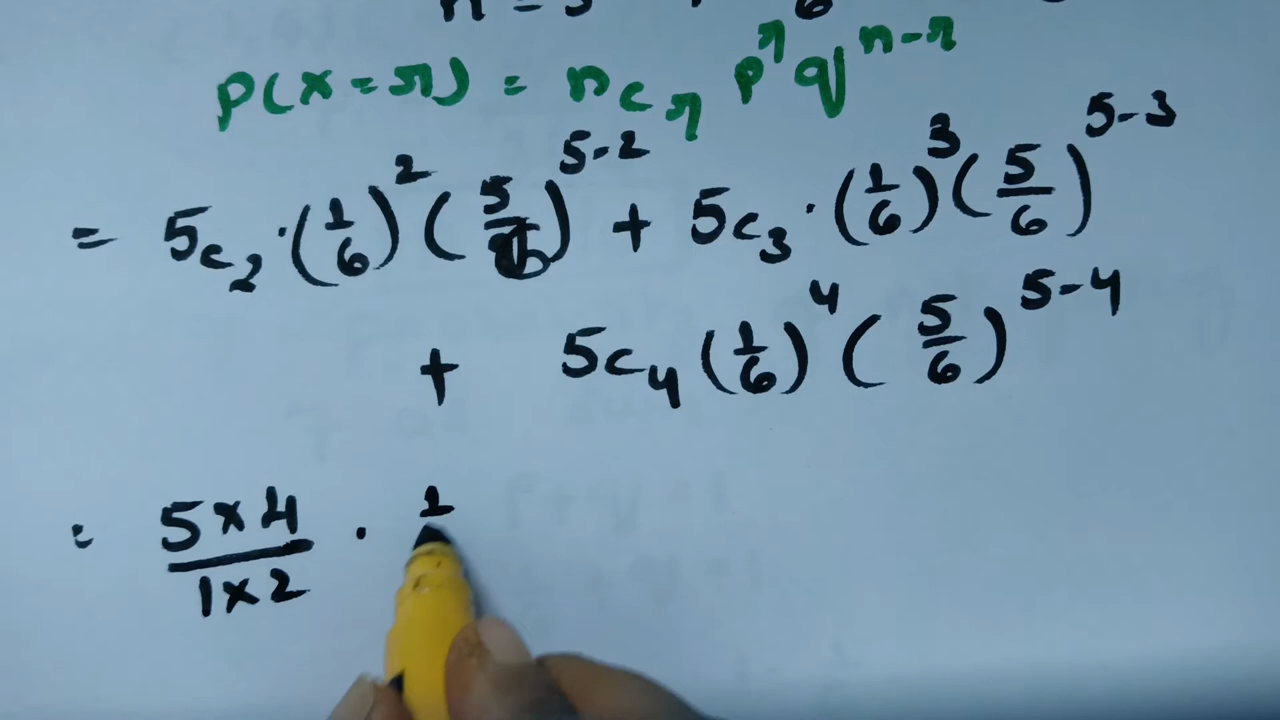 n = 5
P(X=r) = nCr p^r q^n-r
= 5C2 · (1/6)^2 (5/6)^5-2 + 5C3 · (1/6)^3 (5/6)^5-3
+ 5C4 (1/6)^4 (5/6)^5-4
= 5×4/1×2 · 1